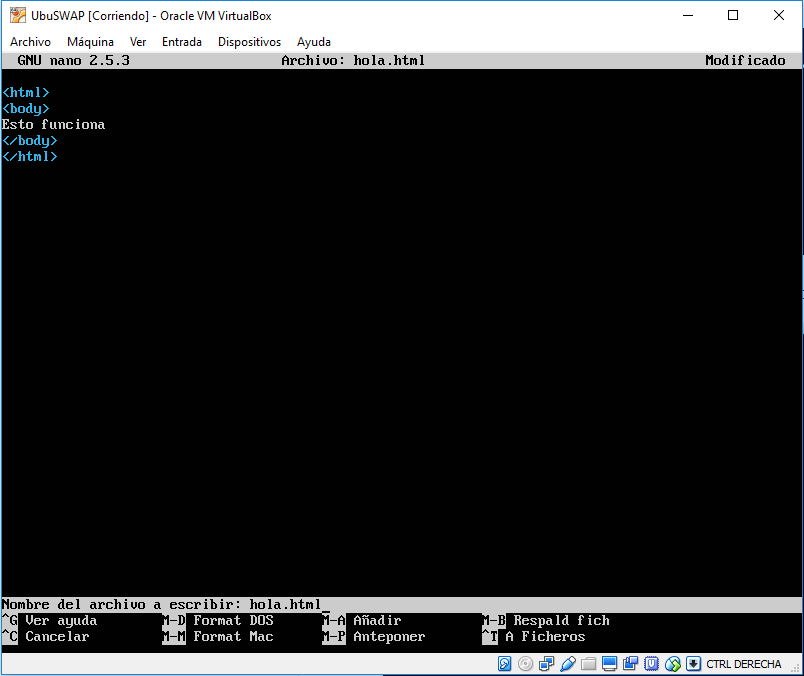 UbuSWAP [Corriendo] - Oracle VM VirtualBox
Archivo Máquina Ver Entrada Dispositivos Ayuda
GNU nano 2.5.3 Archivo: hola.html Modificado
<html>
<body>
Esto funciona
</body>
</html>
Nombre del archivo a escribir: hola.html
^G Ver ayuda M-D Format DOS M-A Añadir M-B Respald fich
^C Cancelar M-M Format Mac M-P Anteponer ^T A Ficheros
CTRL DERECHA